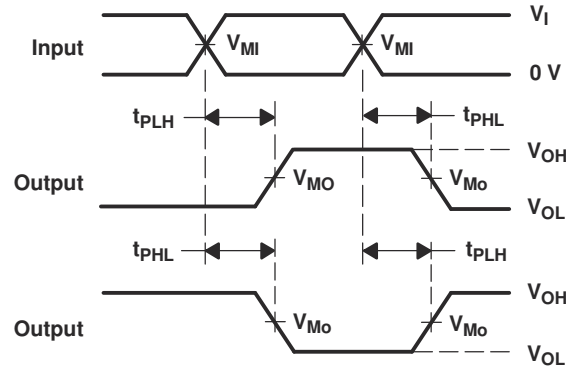 V_I
Input
V_MI
V_MI
0 V
t_PLH
t_PHL
V_OH
Output
V_MO
V_Mo
V_OL
t_PHL
t_PLH
V_OH
Output
V_Mo
V_Mo
V_OL